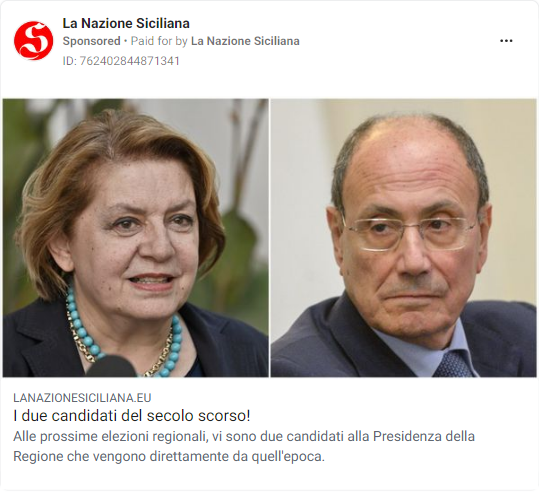 La Nazione Siciliana
Sponsored • Paid for by La Nazione Siciliana
ID: 762402844871341
LANAZIONESICILIANA.EU
I due candidati del secolo scorso!
Alle prossime elezioni regionali, vi sono due candidati alla Presidenza della
Regione che vengono direttamente da quell'epoca.